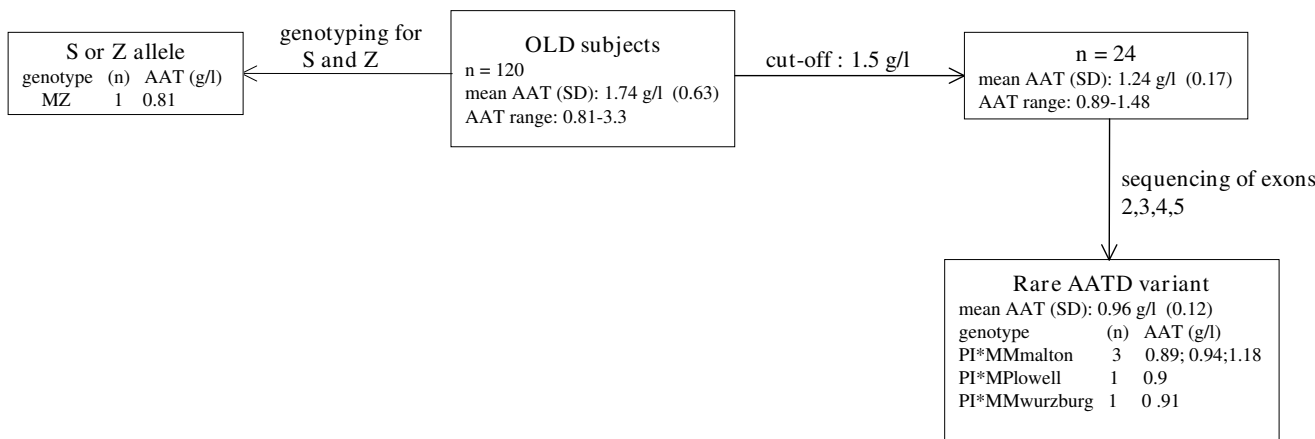 S or Z allele
genotype (n) AAT (g/l)
MZ 1 0.81
genotyping for
S and Z
OLD subjects
n = 120
mean AAT (SD): 1.74 g/l (0.63)
AAT range: 0.81-3.3
cut-off : 1.5 g/l
n = 24
mean AAT (SD): 1.24 g/l (0.17)
AAT range: 0.89-1.48
sequencing of exons
2,3,4,5
Rare AATD variant
mean AAT (SD): 0.96 g/l (0.12)
genotype (n) AAT (g/l)
PI*MMmalton 3 0.89; 0.94;1.18
PI*MPlowell 1 0.9
PI*MMwurzburg 1 0 .91